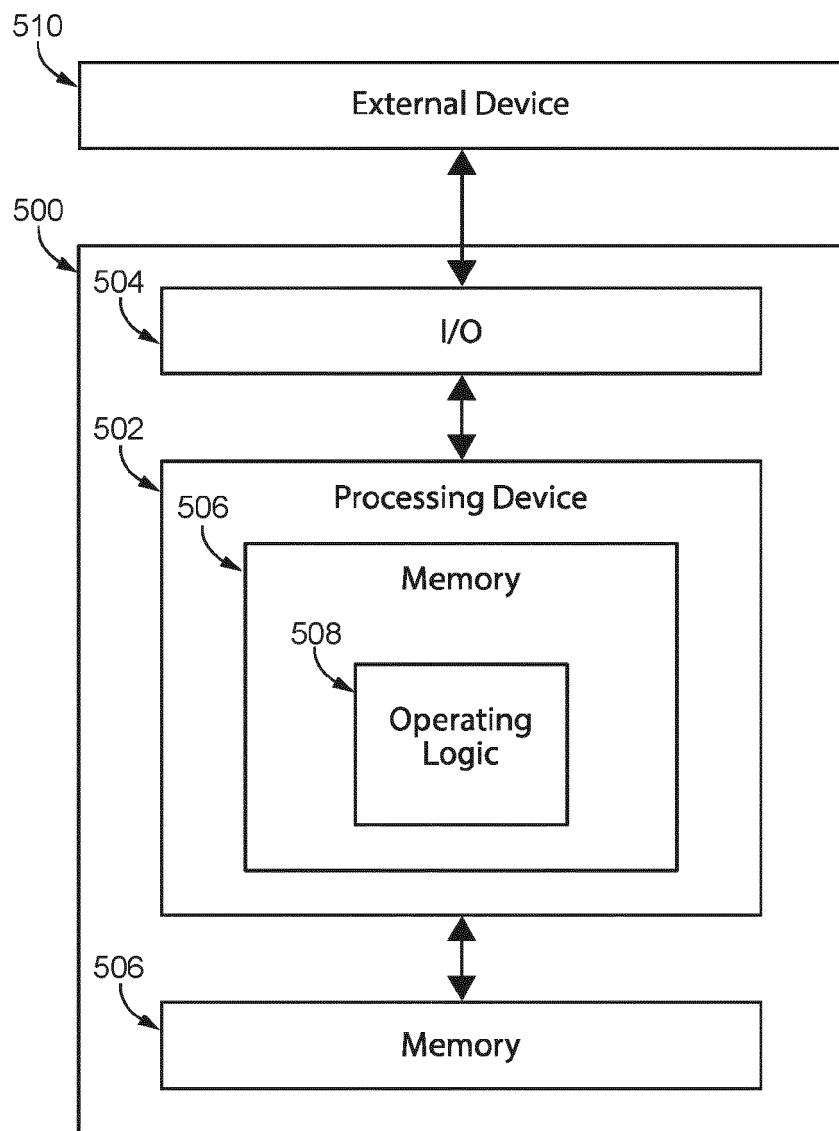 510
External Device
500
504
I/O
502
Processing Device
506
Memory
508
Operating
Logic
506
Memory